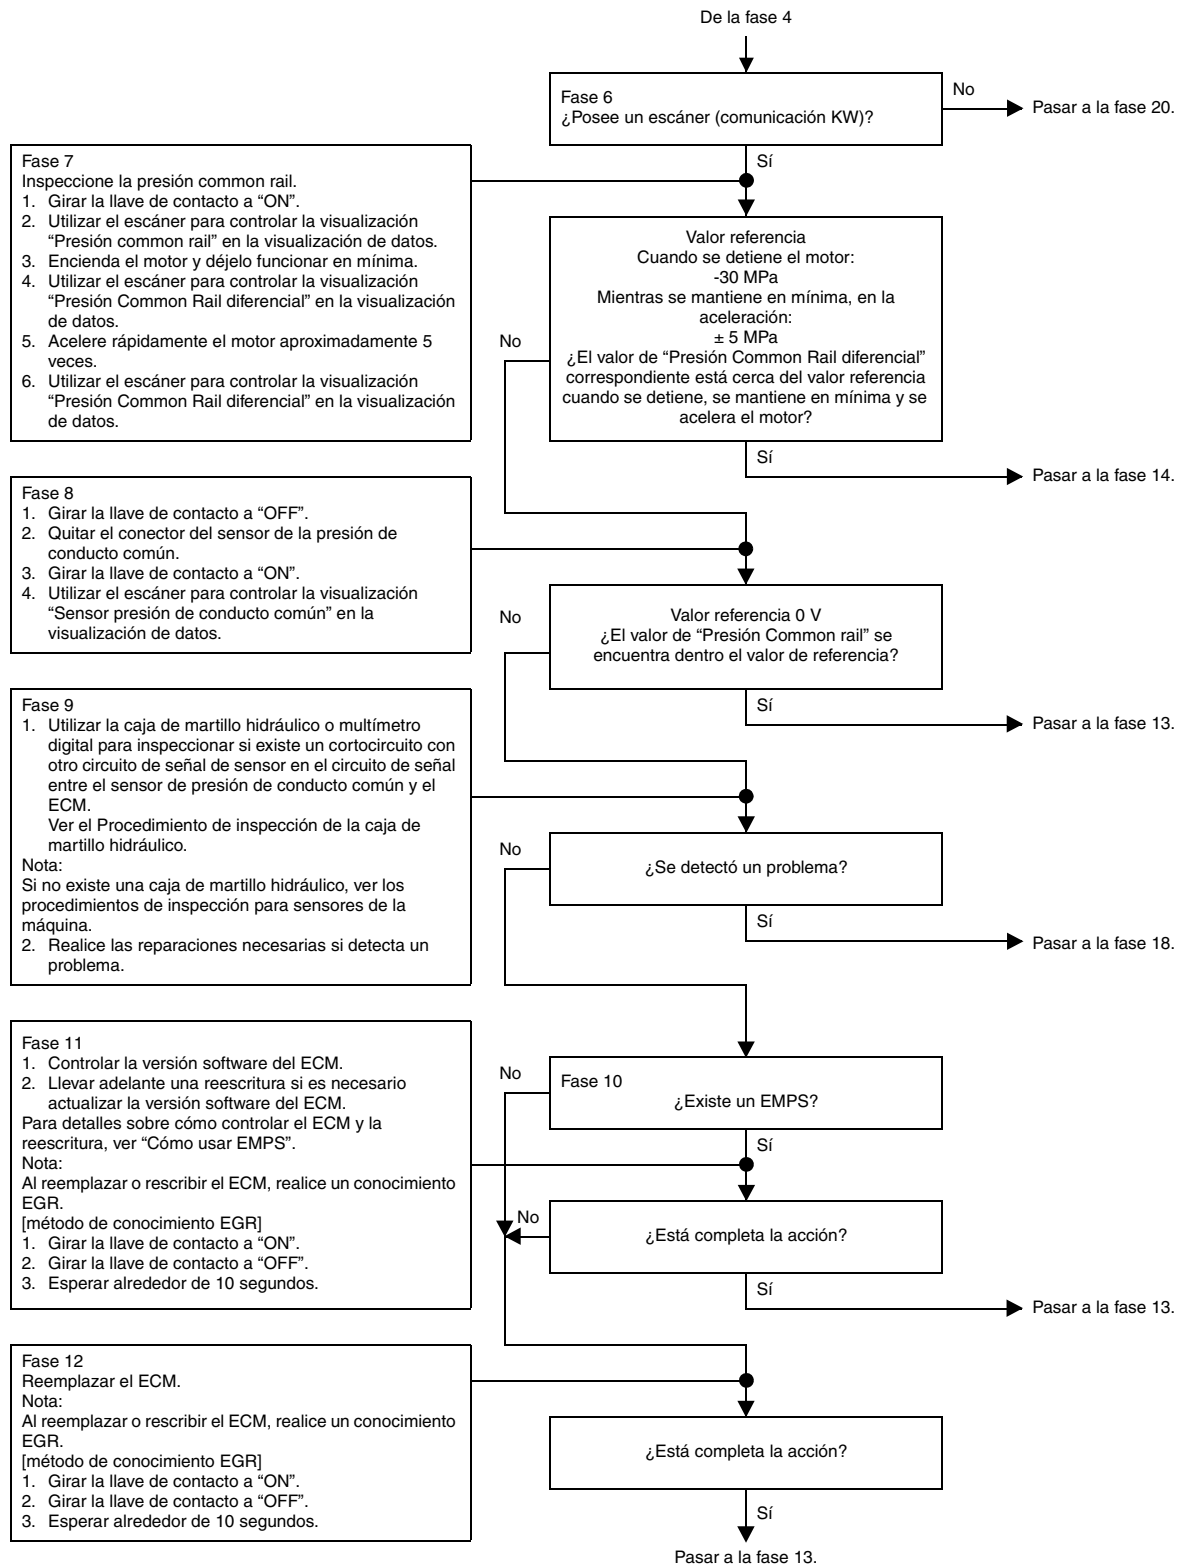 De la fase 4
Fase 6
¿Posee un escáner (comunicación KW)?
No
Pasar a la fase 20.
Sí
Fase 7
Inspeccione la presión common rail.
1. Girar la llave de contacto a “ON”.
2. Utilizar el escáner para controlar la visualización
“Presión common rail” en la visualización de datos.
3. Encienda el motor y déjelo funcionar en mínima.
4. Utilizar el escáner para controlar la visualización
“Presión Common Rail diferencial” en la visualización
de datos.
5. Acelere rápidamente el motor aproximadamente 5
veces.
6. Utilizar el escáner para controlar la visualización
“Presión Common Rail diferencial” en la visualización
de datos.
Valor referencia
Cuando se detiene el motor:
-30 MPa
Mientras se mantiene en mínima, en la
aceleración:
± 5 MPa
¿El valor de “Presión Common Rail diferencial”
correspondiente está cerca del valor referencia
cuando se detiene, se mantiene en mínima y se
acelera el motor?
No
Sí
Pasar a la fase 14.
Fase 8
1. Girar la llave de contacto a “OFF”.
2. Quitar el conector del sensor de la presión de
conducto común.
3. Girar la llave de contacto a “ON”.
4. Utilizar el escáner para controlar la visualización
“Sensor presión de conducto común” en la
visualización de datos.
No
Valor referencia 0 V
¿El valor de “Presión Common rail” se
encuentra dentro el valor de referencia?
Sí
Pasar a la fase 13.
Fase 9
1. Utilizar la caja de martillo hidráulico o multímetro
digital para inspeccionar si existe un cortocircuito con
otro circuito de señal de sensor en el circuito de señal
entre el sensor de presión de conducto común y el
ECM.
Ver el Procedimiento de inspección de la caja de
martillo hidráulico.
Nota:
Si no existe una caja de martillo hidráulico, ver los
procedimientos de inspección para sensores de la
máquina.
2. Realice las reparaciones necesarias si detecta un
problema.
No
¿Se detectó un problema?
Sí
Pasar a la fase 18.
Fase 11
1. Controlar la versión software del ECM.
2. Llevar adelante una reescritura si es necesario
actualizar la versión software del ECM.
Para detalles sobre cómo controlar el ECM y la
reescritura, ver “Cómo usar EMPS”.
Nota:
Al reemplazar o rescribir el ECM, realice un conocimiento
EGR.
[método de conocimiento EGR]
1. Girar la llave de contacto a “ON”.
2. Girar la llave de contacto a “OFF”.
3. Esperar alrededor de 10 segundos.
No
Fase 10
¿Existe un EMPS?
Sí
No
¿Está completa la acción?
Sí
Pasar a la fase 13.
Fase 12
Reemplazar el ECM.
Nota:
Al reemplazar o rescribir el ECM, realice un conocimiento
EGR.
[método de conocimiento EGR]
1. Girar la llave de contacto a “ON”.
2. Girar la llave de contacto a “OFF”.
3. Esperar alrededor de 10 segundos.
¿Está completa la acción?
Sí
Pasar a la fase 13.